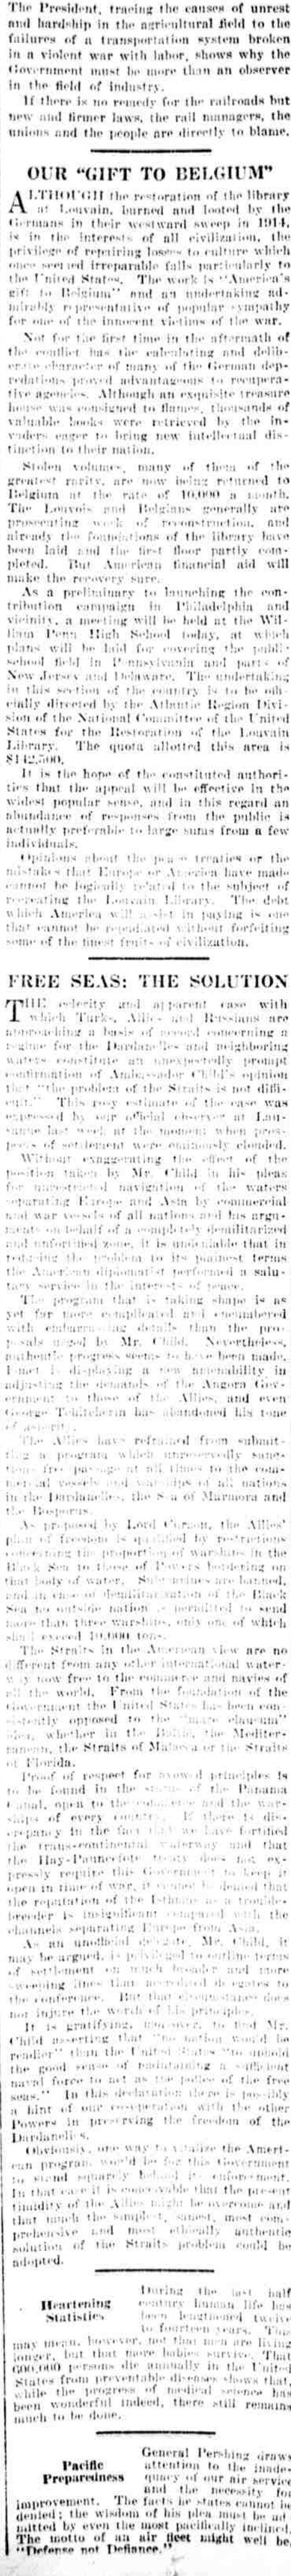 The President, tracing the causes of unrest
and hardship in the agricultural field to the
failures of a transportation system broken
in a violent war with labor, shows why the
Government must be more than an observer
in the field of industry.
If there is no remedy for the railroads but
new and firmer laws, the rail managers, the
unions and the people are directly to blame.
OUR "GIFT TO BELGIUM"
ALTHOUGH the restoration of the library
at Louvain, burned and looted by the
Germans in their westward sweep in 1914,
is in the interests of all civilization, the
privilege of repairing losses to culture which
once seemed irreparable falls particularly to
the United States. The work is "America's
gift to Belgium" and an undertaking ad-
mirably representative of popular sympathy
for one of the innocent victims of the war.
Not for the first time in the aftermath of
the conflict has the calculating and delib-
erate character of many of the German dep-
redations proved advantageous to recupera-
tive agencies. Although an exquisite treasure
house was consigned to flames, thousands of
valuable books were retrieved by the in-
vaders eager to bring new intellectual dis-
tinction to their nation.
Stolen volumes, many of them of the
greatest rarity, are now being returned to
Belgium at the rate of 10,000 a month.
The Louvois and Belgians generally are
prosecuting work of reconstruction, and
already the foundations of the library have
been laid and the first floor partly com-
pleted. But American financial aid will
make the recovery sure.
As a preliminary to launching the con-
tribution campaign in Philadelphia and
vicinity, a meeting will be held at the Wil-
liam Penn High School today, at which
plans will be laid for covering the public
school field in Pennsylvania and parts of
New Jersey and Delaware. The undertaking
in this section of the country is to be offi-
cially directed by the Atlantic Region Divi-
sion of the National Committee of the United
States for the Restoration of the Louvain
Library. The quota allotted this area is
$142,500.
It is the hope of the constituted authori-
ties that the appeal will be effective in the
widest popular sense, and in this regard an
abundance of responses from the public is
actually preferable to large sums from a few
individuals.
Opinions about the peace treaties or the
mistakes that Europe or America have made
cannot be logically related to the subject of
recreating the Louvain Library. The debt
which America will assist in paying is one
that cannot be repudiated without forfeiting
some of the finest fruits of civilization.
FREE SEAS: THE SOLUTION
THE celerity and apparent ease with
which Turks, Allies and Russians are
approaching a basis of accord concerning a
regime for the Dardanelles and neighboring
waters constitute an unexpectedly prompt
confirmation of Ambassador Child's opinion
that "the problem of the Straits is not diffi-
cult." This rosy estimate of the case was
expressed by our official observer at Lau-
sanne last week at the moment when pros-
pects of settlement were ominously clouded.
Without exaggerating the effect of the
position taken by Mr. Child in his pleas
for unrestricted navigation of the waters
separating Europe and Asia by commercial
and war vessels of all nations and his argu-
ments on behalf of a completely demilitarized
and unfortified zone, it is undeniable that in
reducing the problem to its plainest terms
the American diplomatist performed a salu-
tary service in the interests of peace.
The program that is taking shape is as
yet far more complicated and encumbered
with embarrassing details than the pro-
posals urged by Mr. Child. Nevertheless,
authentic progress seems to have been made.
Ismet is displaying a new amenability in
adjusting the demands of the Angora Gov-
ernment to those of the Allies, and even
George Tchitcherin has abandoned his tone
of asperity.
The Allies have refrained from submit-
ting a program which unreservedly sanc-
tions free passage at all times to the com-
mercial vessels and warships of all nations
in the Dardanelles, the Sea of Marmora and
the Bosporus.
As proposed by Lord Curzon, the Allies'
plan of freedom is qualified by restrictions
concerning the proportion of warships in the
Black Sea to those of Powers bordering on
that body of water. Submarines are banned,
and in case of demilitarization of the Black
Sea no outside nation is permitted to send
more than three warships, only one of which
shall exceed 10,000 tons.
The Straits in the American view are no
different from any other international water-
way now free to the commerce and navies of
all the world. From the foundation of the
Government the United States has been con-
sistently opposed to the "mare clausum"
idea, whether in the Baltic, the Mediter-
ranean, the Straits of Malacca or the Straits
of Florida.
Proof of respect for avowed principles is
to be found in the status of the Panama
Canal, open to the commerce and the war-
ships of every country. If there is dis-
crepancy in the fact that we have fortified
the trans-continental waterway and that
the Hay-Pauncefote treaty does not ex-
pressly require this Government to keep it
open in time of war, it cannot be denied that
the reputation of the Isthmus as a trouble-
breeder is insignificant compared with the
channels separating Europe from Asia.
As an unofficial delegate, Mr. Child, it
may be argued, is privileged to outline terms
of settlement on much broader and more
sweeping lines than accredited delegates to
the conference. But that circumstance does
not injure the worth of his principles.
It is gratifying, moreover, to find Mr.
Child asserting that "no nation would be
readier" than the United States "to uphold
the good sense of maintaining a sufficient
naval force to act as the police of the free
seas." In this declaration there is possibly
a hint of our co-operation with the other
Powers in preserving the freedom of the
Dardanelles.
Obviously, one way to vitalize the Ameri-
can program would be for this Government
to stand squarely behind its enforcement.
In that case it is conceivable that the present
timidity of the Allies might be overcome and
that much the simplest, sanest, most com-
prehensive and most ethically authentic
solution of the Straits problem could be
adopted.
Heartening
Statistics
During the last half
century human life has
been lengthened twelve
to fourteen years. This
may mean, however, not that men are living
longer, but that more babies survive. That
600,000 persons die annually in the United
States from preventable diseases shows that,
while the progress of medical science has
been wonderful indeed, there still remains
much to be done.
Pacific
Preparedness
General Pershing draws
attention to the inade-
quacy of our air service
and the necessity for
improvement. The facts he states cannot be
denied; the wisdom of his plea must be ad-
mitted by even the most pacifically inclined.
The motto of an air fleet might well be,
"Defense not Defiance."